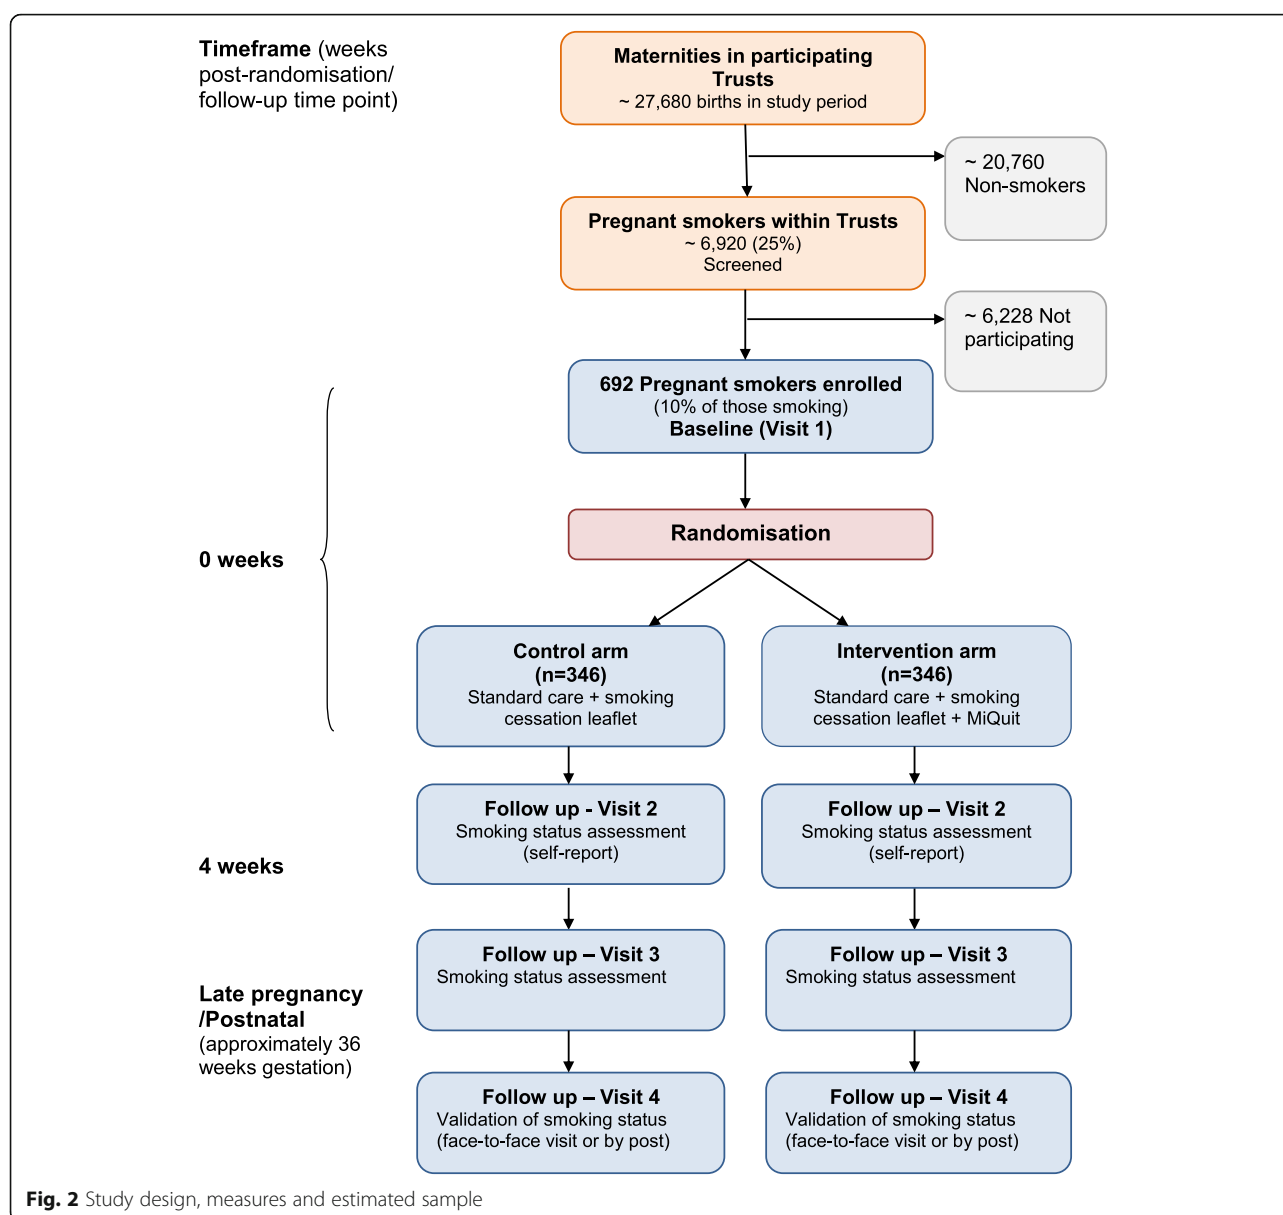 Timeframe (weeks
post-randomisation/
follow-up time point)
Maternities in participating
Trusts
~ 27,680 births in study period
~ 20,760
Non-smokers
Pregnant smokers within Trusts
~ 6,920 (25%)
Screened
~ 6,228 Not
participating
692 Pregnant smokers enrolled
(10% of those smoking)
Baseline (Visit 1)
Randomisation
0 weeks
Control arm
(n=346)
Standard care + smoking
cessation leaflet
Intervention arm
(n=346)
Standard care + smoking
cessation leaflet + MiQuit
4 weeks
Follow up - Visit 2
Smoking status assessment
(self-report)
Follow up – Visit 2
Smoking status assessment
(self-report)
Late pregnancy
/Postnatal
(approximately 36
weeks gestation)
Follow up – Visit 3
Smoking status assessment
Follow up – Visit 3
Smoking status assessment
Follow up – Visit 4
Validation of smoking status
(face-to-face visit or by post)
Follow up – Visit 4
Validation of smoking status
(face-to-face visit or by post)
Fig. 2 Study design, measures and estimated sample